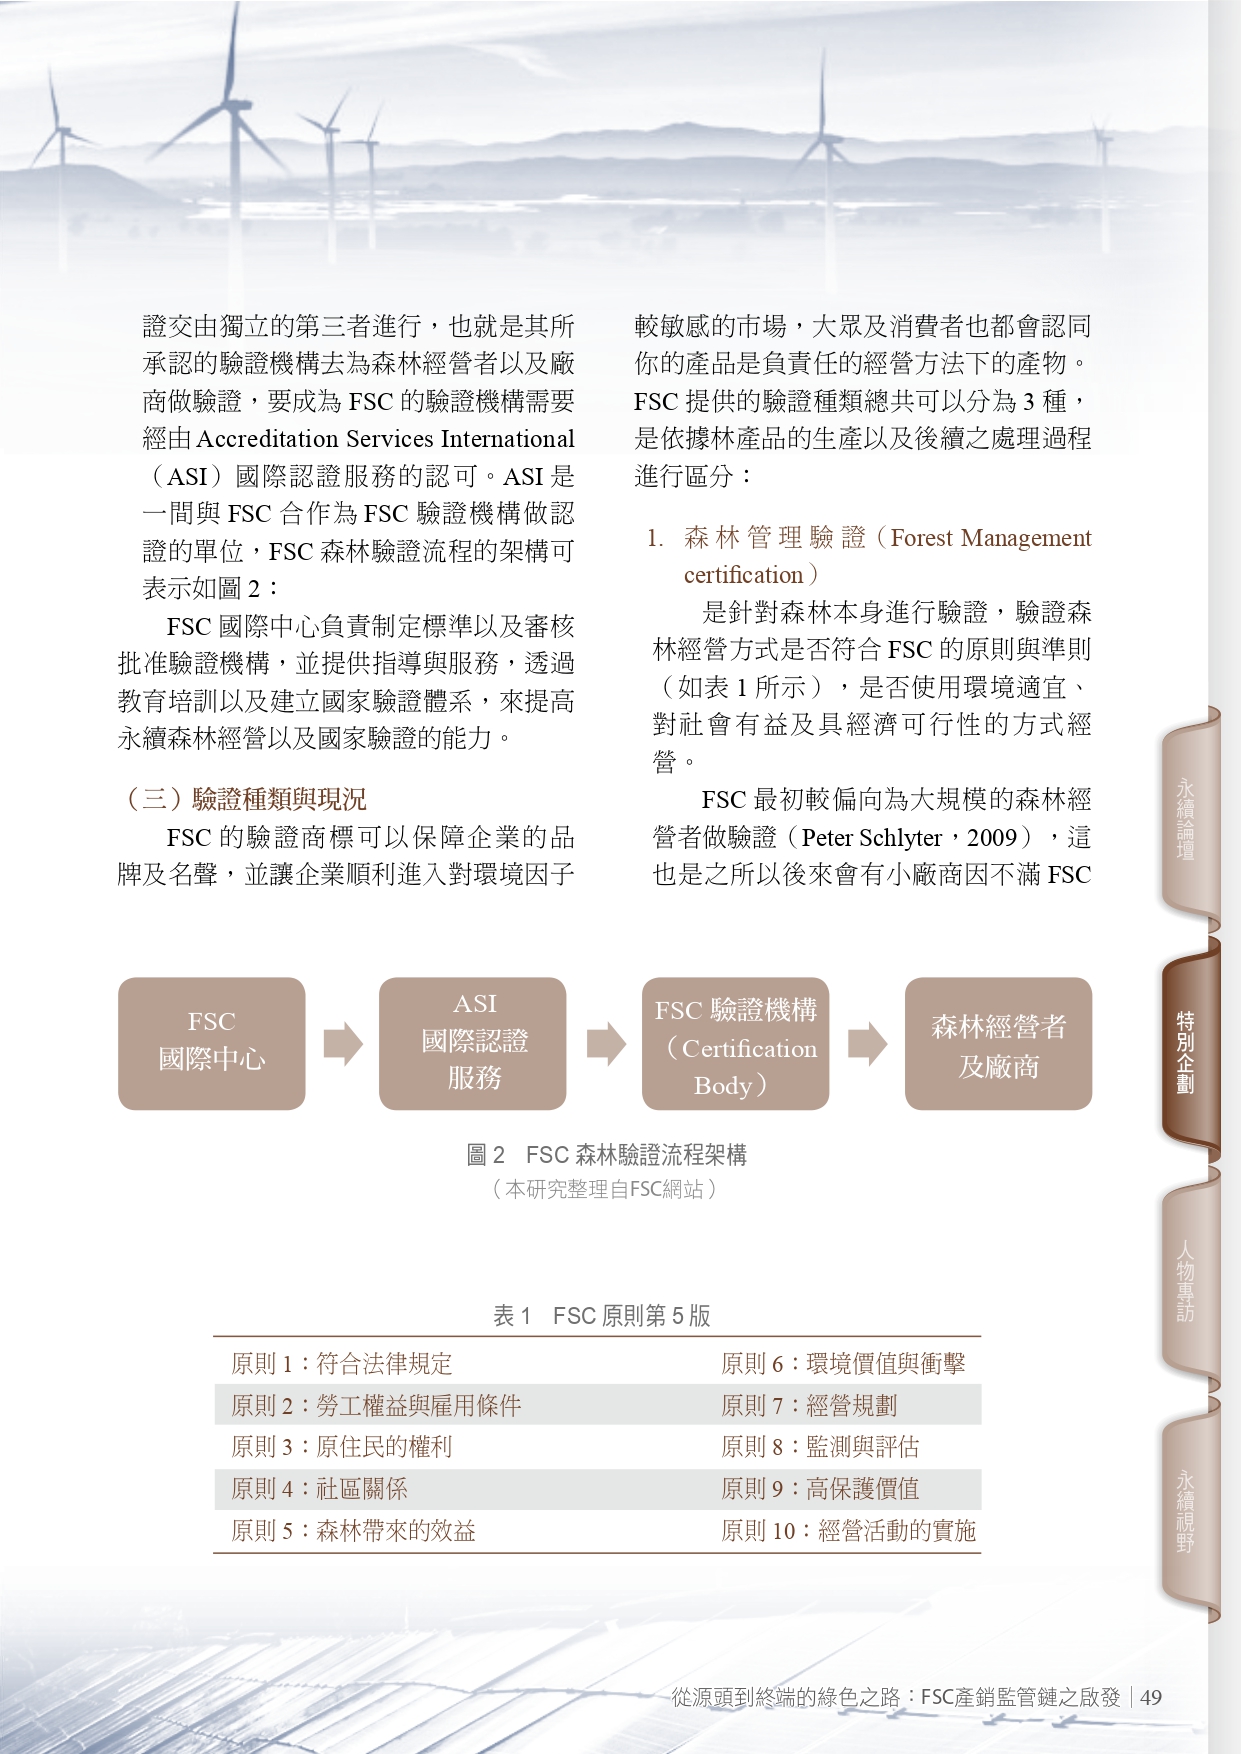 證交由獨立的第三者進行，也就是其所
承認的驗證機構去為森林經營者以及廠
商做驗證，要成為 FSC 的驗證機構需要
經由 Accreditation Services International
（ASI）國際認證服務的認可。ASI 是
一間與 FSC 合作為 FSC 驗證機構做認
證的單位，FSC 森林驗證流程的架構可
表示如圖 2：
FSC 國際中心負責制定標準以及審核
批准驗證機構，並提供指導與服務，透過
教育培訓以及建立國家驗證體系，來提高
永續森林經營以及國家驗證的能力。
（三）驗證種類與現況
FSC 的驗證商標可以保障企業的品
牌及名聲，並讓企業順利進入對環境因子
較敏感的市場，大眾及消費者也都會認同
你的產品是負責任的經營方法下的產物。
FSC 提供的驗證種類總共可以分為 3 種，
是依據林產品的生產以及後續之處理過程
進行區分：
1. 森林管理驗證（Forest Management
certification）
是針對森林本身進行驗證，驗證森
林經營方式是否符合 FSC 的原則與準則
（如表 1 所示），是否使用環境適宜、
對社會有益及具經濟可行性的方式經
營。
FSC 最初較偏向為大規模的森林經
營者做驗證（Peter Schlyter，2009），這
也是之所以後來會有小廠商因不滿 FSC
FSC
國際中心
ASI
國際認證
服務
FSC 驗證機構
（Certification
Body）
森林經營者
及廠商
圖 2　FSC 森林驗證流程架構
（本研究整理自FSC網站）
表 1　FSC 原則第 5 版
原則 1：符合法律規定
原則 6：環境價值與衝擊
原則 2：勞工權益與雇用條件
原則 7：經營規劃
原則 3：原住民的權利
原則 8：監測與評估
原則 4：社區關係
原則 9：高保護價值
原則 5：森林帶來的效益
原則 10：經營活動的實施
永續論壇
特別企劃
人物專訪
永續視野
從源頭到終端的綠色之路：FSC產銷監管鏈之啟發｜49